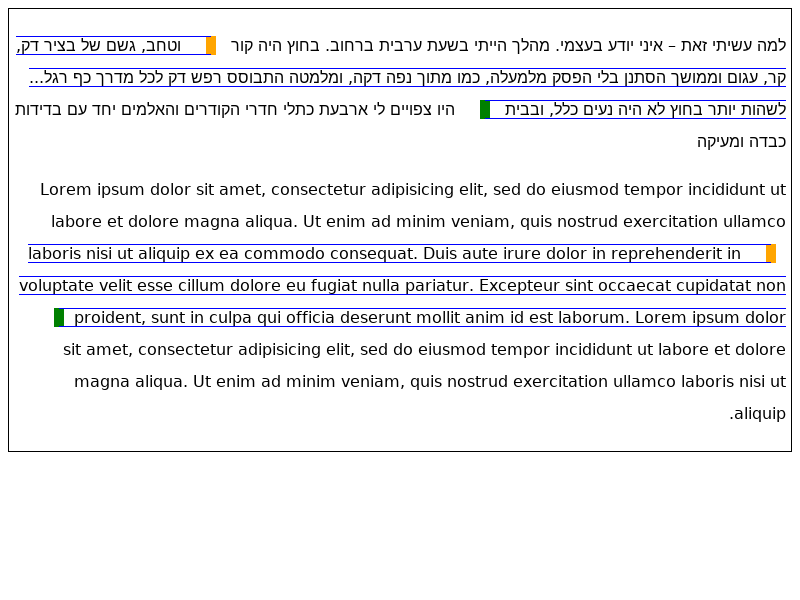 למה עשיתי זאת – איני יודע בעצמי. מהלך הייתי בשעת ערבית ברחוב. בחוץ היה קור וטחב, גשם של בציר דק,
קר, עגום וממושך הסתנן בלי הפסק מלמעלה, כמו מתוך נפה דקה, ומלמטה התבוסס רפש דק לכל מדרך כף רגל...
לשהות יותר בחוץ לא היה נעים כלל, ובבית היו צפויים לי ארבעת כתלי חדרי הקודרים והאלמים יחד עם בדידות
כבדה ומעיקה
Lorem ipsum dolor sit amet, consectetur adipisicing elit, sed do eiusmod tempor incididunt ut
labore et dolore magna aliqua. Ut enim ad minim veniam, quis nostrud exercitation ullamco
laboris nisi ut aliquip ex ea commodo consequat. Duis aute irure dolor in reprehenderit in
voluptate velit esse cillum dolore eu fugiat nulla pariatur. Excepteur sint occaecat cupidatat non
proident, sunt in culpa qui officia deserunt mollit anim id est laborum. Lorem ipsum dolor
sit amet, consectetur adipisicing elit, sed do eiusmod tempor incididunt ut labore et dolore
magna aliqua. Ut enim ad minim veniam, quis nostrud exercitation ullamco laboris nisi ut
.aliquip